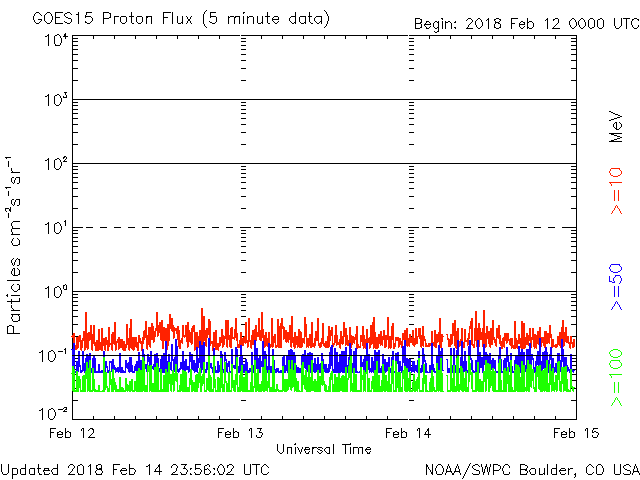 GOES15 Proton Flux (5 minute data)
Begin: 2018 Feb 12 0000 UTC
10⁴
10³
10²
10¹
10⁰
10⁻¹
10⁻²
Particles cm⁻²s⁻¹sr⁻¹
MeV
>=10
>=50
>=100
Feb 12
Feb 13
Feb 14
Feb 15
Universal Time
Updated 2018 Feb 14 23:56:02 UTC
NOAA/SWPC Boulder, CO USA